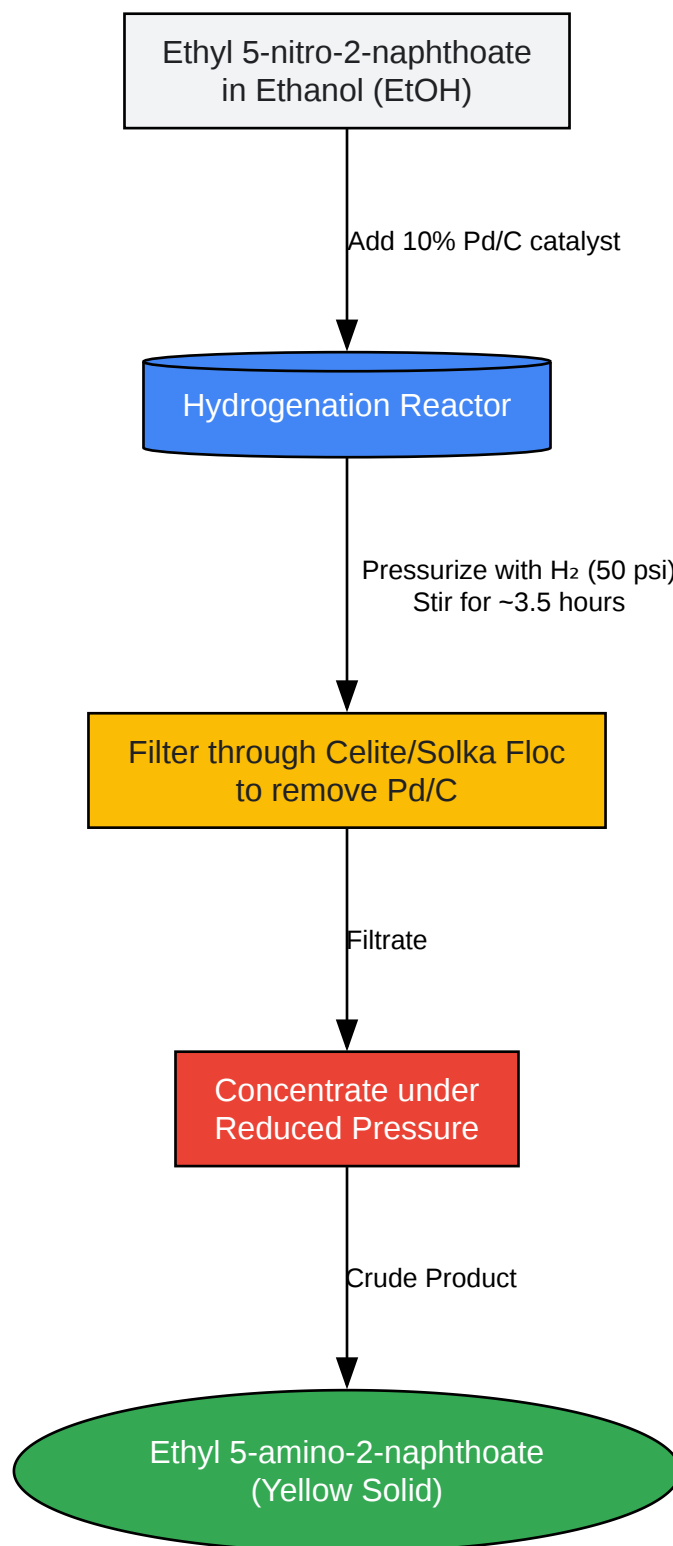 Ethyl 5-nitro-2-naphthoate
in Ethanol (EtOH)
Add 10% Pd/C catalyst
Hydrogenation Reactor
Pressurize with H₂ (50 psi)
Stir for ~3.5 hours
Filter through Celite/Solka Floc
to remove Pd/C
Filtrate
Concentrate under
Reduced Pressure
Crude Product
Ethyl 5-amino-2-naphthoate
(Yellow Solid)